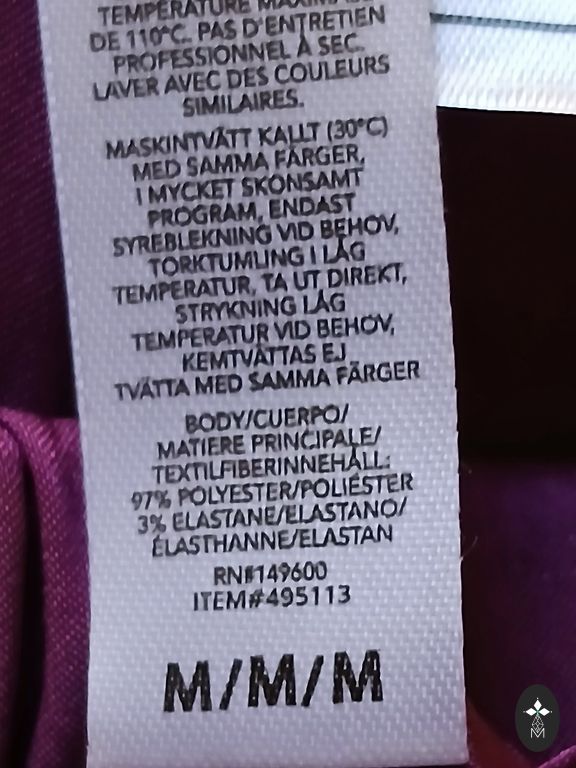 TEMPÉRATURE MAXIMALE
DE 110°C. PAS D'ENTRETIEN
PROFESSIONNEL À SEC.
LAVER AVEC DES COULEURS
SIMILAIRES.
MASKINTVÄTT KALLT (30°C)
MED SAMMA FÄRGER,
I MYCKET SKONSAMT
PROGRAM, ENDAST
SYREBLEKNING VID BEHOV,
TORKTUMLING I LÅG
TEMPERATUR, TA UT DIREKT,
STRYKNING LÅG
TEMPERATUR VID BEHOV,
KEMTVÄTTAS EJ
TVÄTTA MED SAMMA FÄRGER
BODY/CUERPO/
MATIERE PRINCIPALE/
TEXTILFIBERINNEHÅLL:
97% POLYESTER/POLIÉSTER
3% ELASTANE/ELASTANO/
ÉLASTHANNE/ELASTAN
RN#149600
ITEM#495113
M/M/M
M